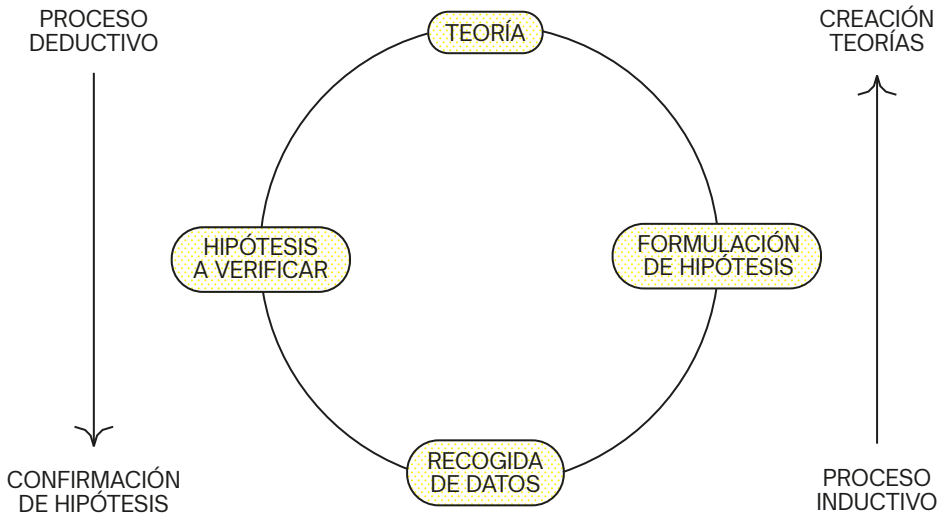 PROCESO
DEDUCTIVO
TEORÍA
CREACIÓN
TEORÍAS
HIPÓTESIS
A VERIFICAR
FORMULACIÓN
DE HIPÓTESIS
RECOGIDA
DE DATOS
CONFIRMACIÓN
DE HIPÓTESIS
PROCESO
INDUCTIVO